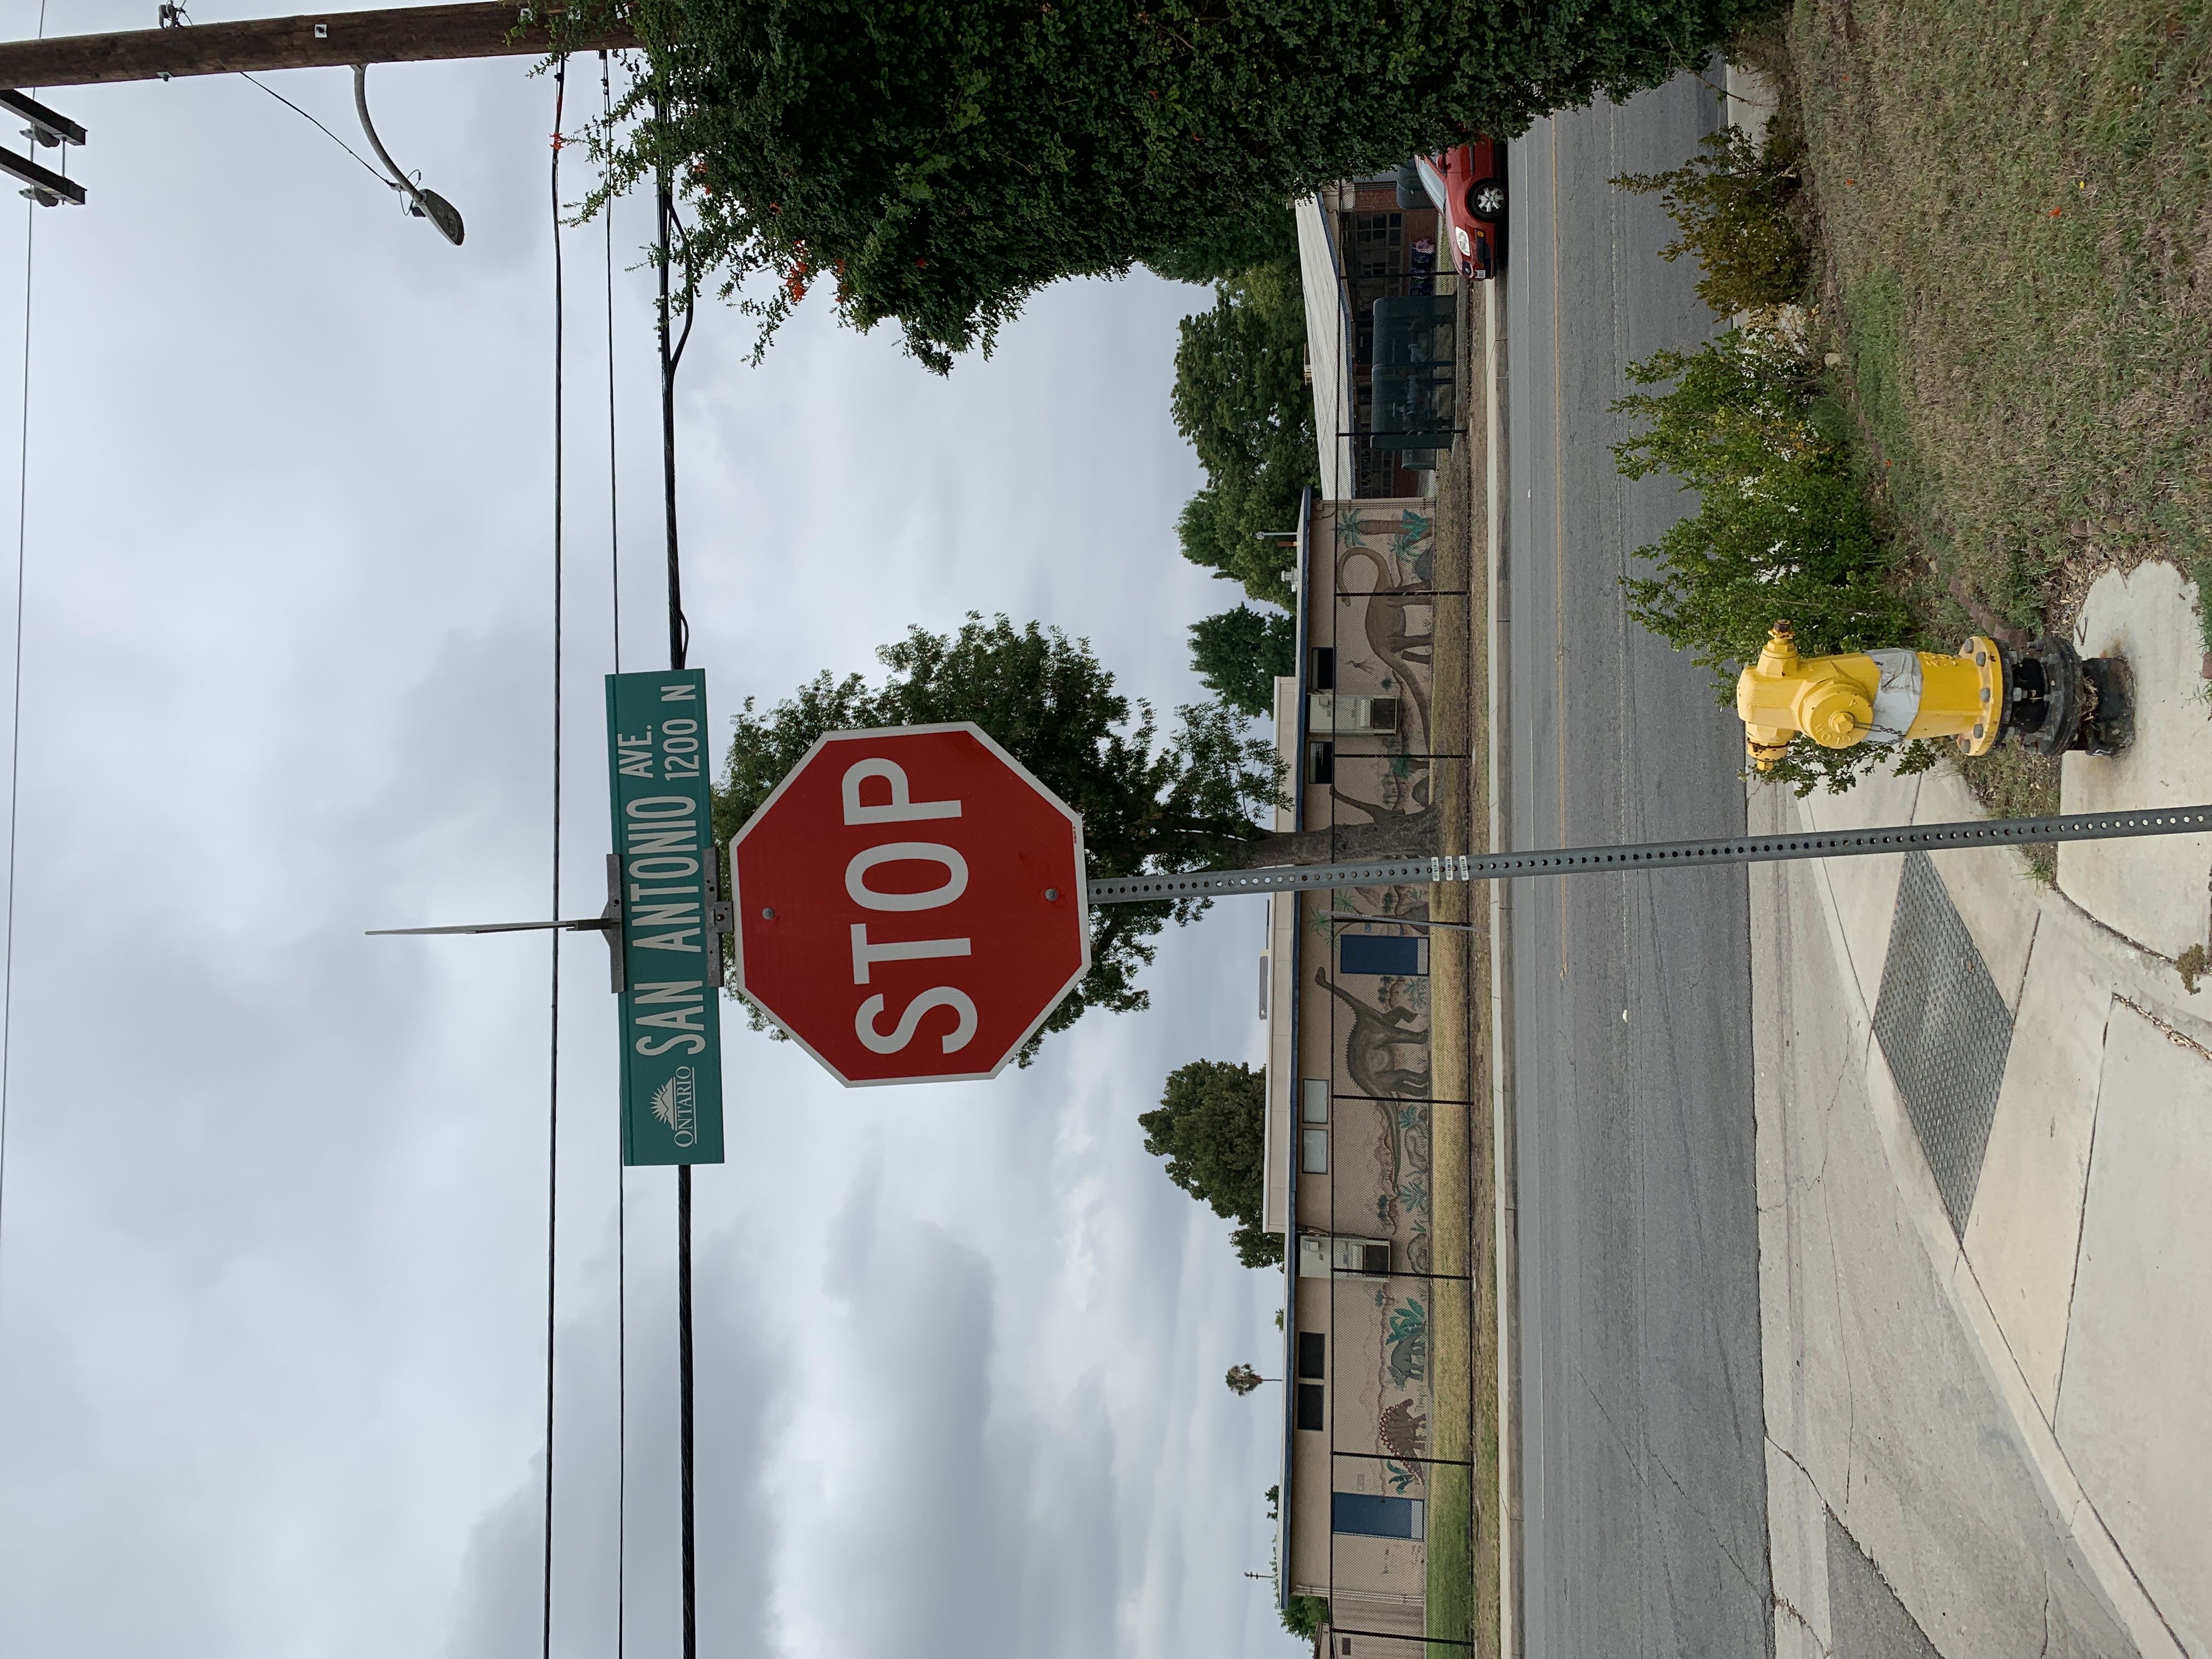 ONTARIO SAN ANTONIO AVE.
1200 N
STOP